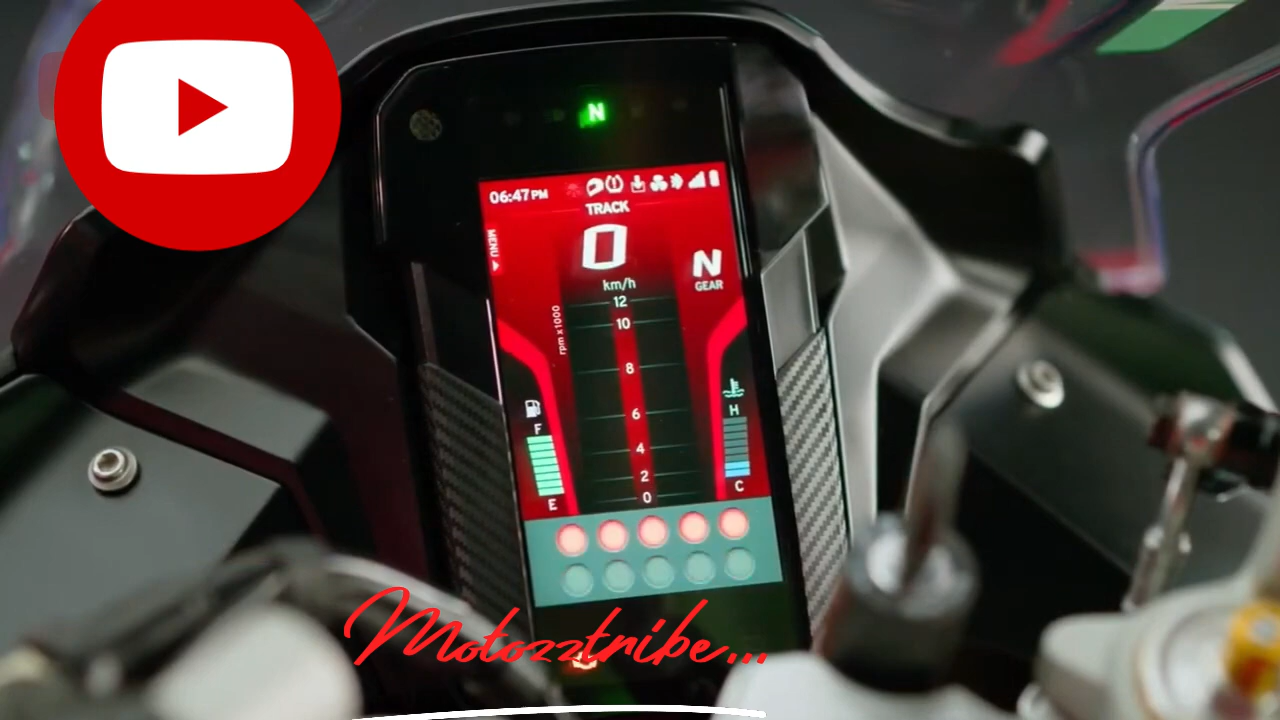 N
06:47PM
TRACK
MENU
0
N
GEAR
km/h
rpm x1000
12
10
8
6
4
2
0
F
E
H
C
Motozztribe...